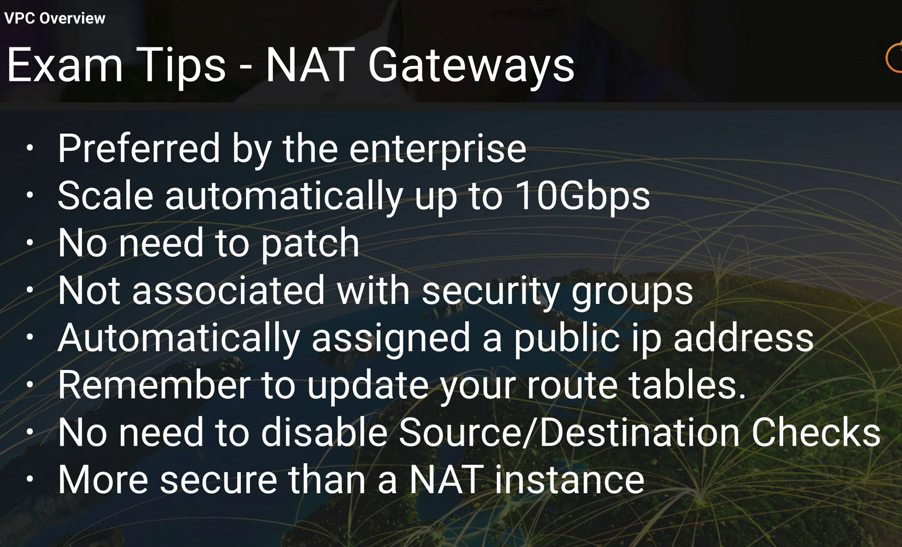 VPC Overview
Exam Tips - NAT Gateways
• Preferred by the enterprise
• Scale automatically up to 10Gbps
• No need to patch
• Not associated with security groups
• Automatically assigned a public ip address
• Remember to update your route tables.
• No need to disable Source/Destination Checks
• More secure than a NAT instance